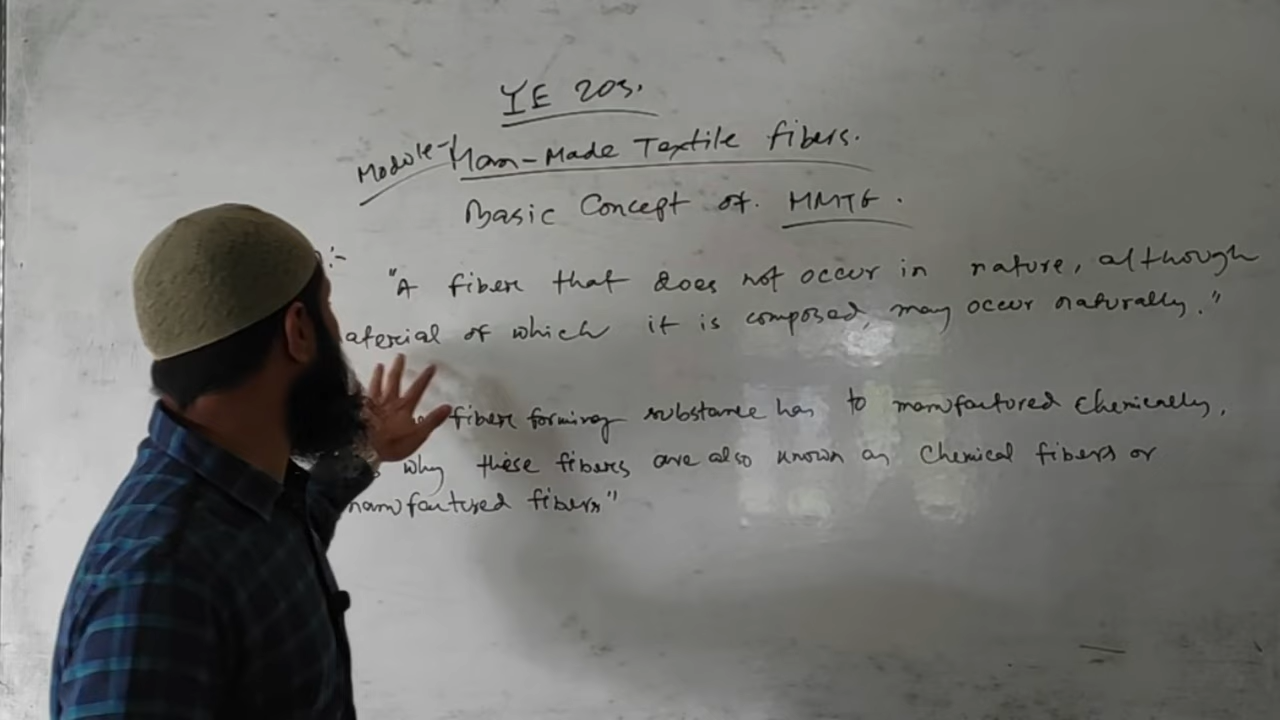 YE 203.
Module-1
Man-Made Textile fibers.
Basic Concept of. MMTF.
:-
"A fiber that does not occur in nature, although
aterial of which it is composed, may occur naturally."
fiber forming substance has to manufactured chemically,
why these fibers are also known as Chemical fibers or
manufactured fibers"